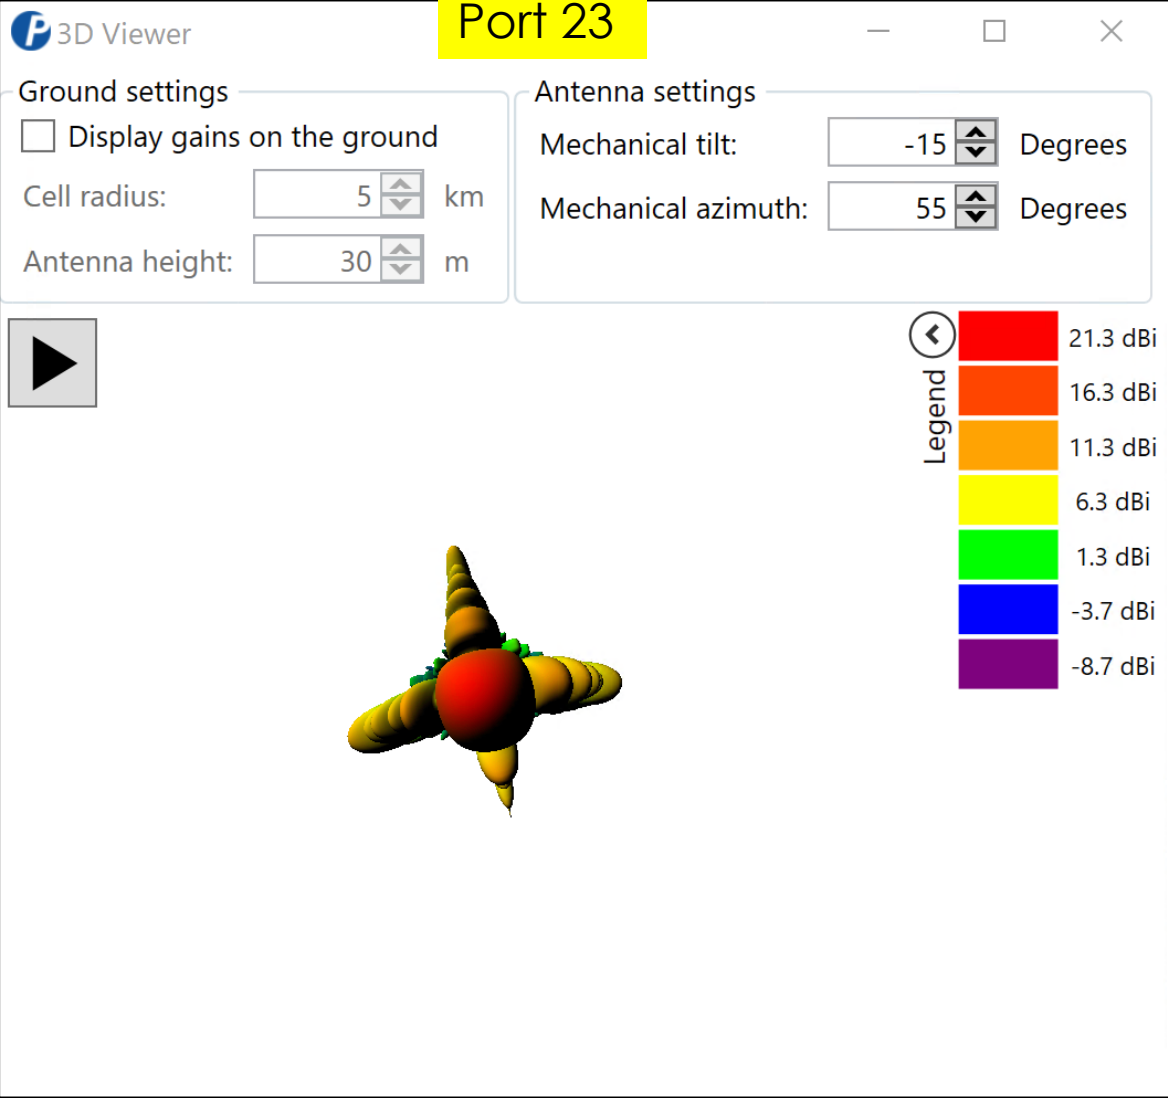 Port 23
3D Viewer
Ground settings
Display gains on the ground
Cell radius: 5 km
Antenna height: 30 m
Antenna settings
Mechanical tilt: -15 Degrees
Mechanical azimuth: 55 Degrees
Legend
21.3 dBi
16.3 dBi
11.3 dBi
6.3 dBi
1.3 dBi
-3.7 dBi
-8.7 dBi